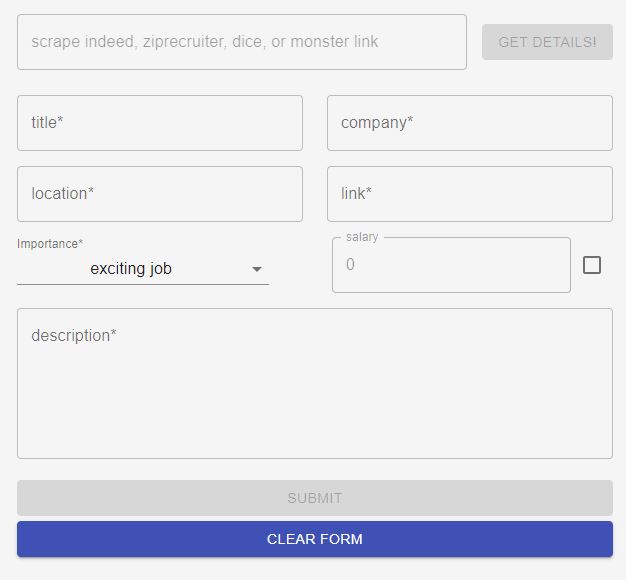 scrape indeed, ziprecruiter, dice, or monster link
GET DETAILS!
title*
company*
location*
link*
Importance*
exciting job
salary
0
description*
SUBMIT
CLEAR FORM